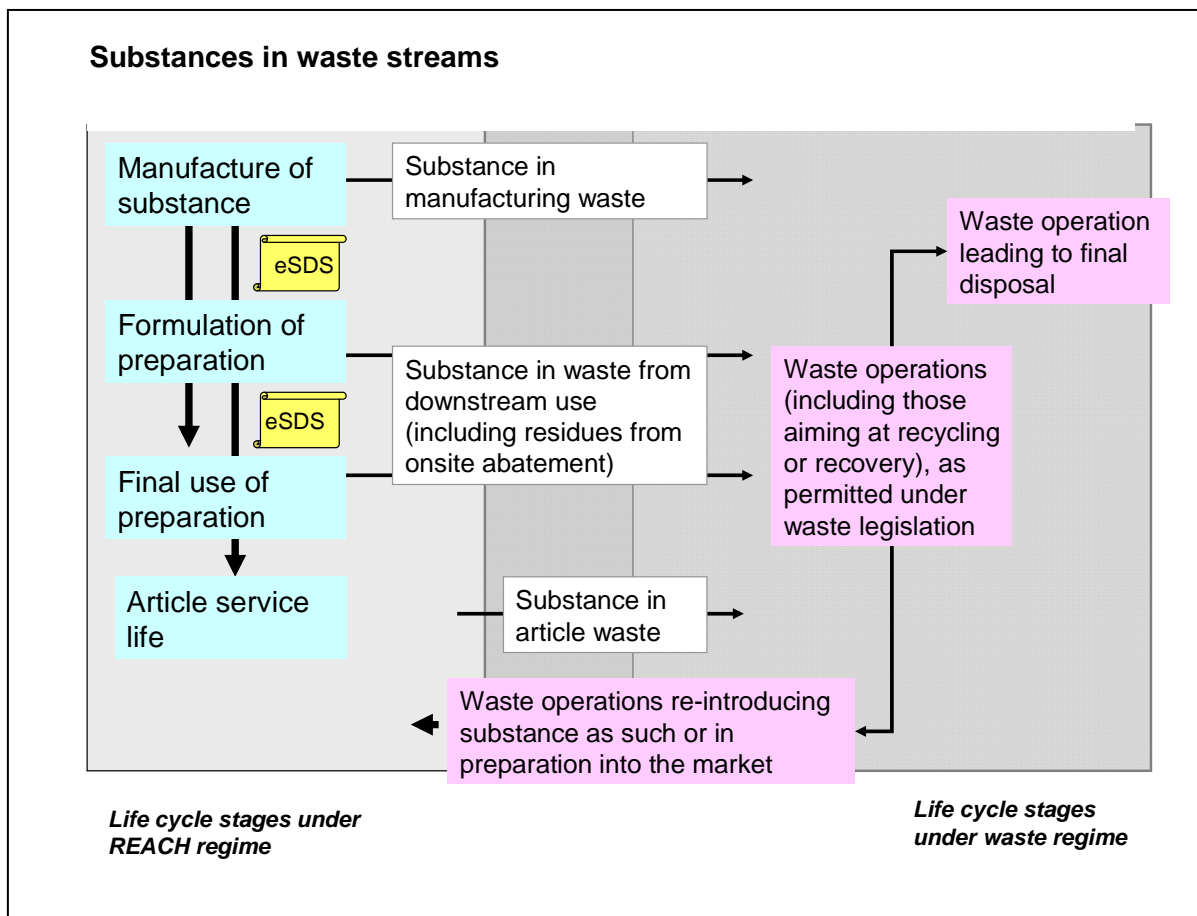 Substances in waste streams
Manufacture of
substance
Substance in
manufacturing waste
Waste operation
leading to final
disposal
eSDS
Formulation of
preparation
Substance in waste from
downstream use
(including residues from
onsite abatement)
Waste operations
(including those
aiming at recycling
or recovery), as
permitted under
waste legislation
eSDS
Final use of
preparation
Article service
life
Substance in
article waste
Waste operations re-introducing
substance as such or in
preparation into the market
Life cycle stages under
REACH regime
Life cycle stages
under waste regime